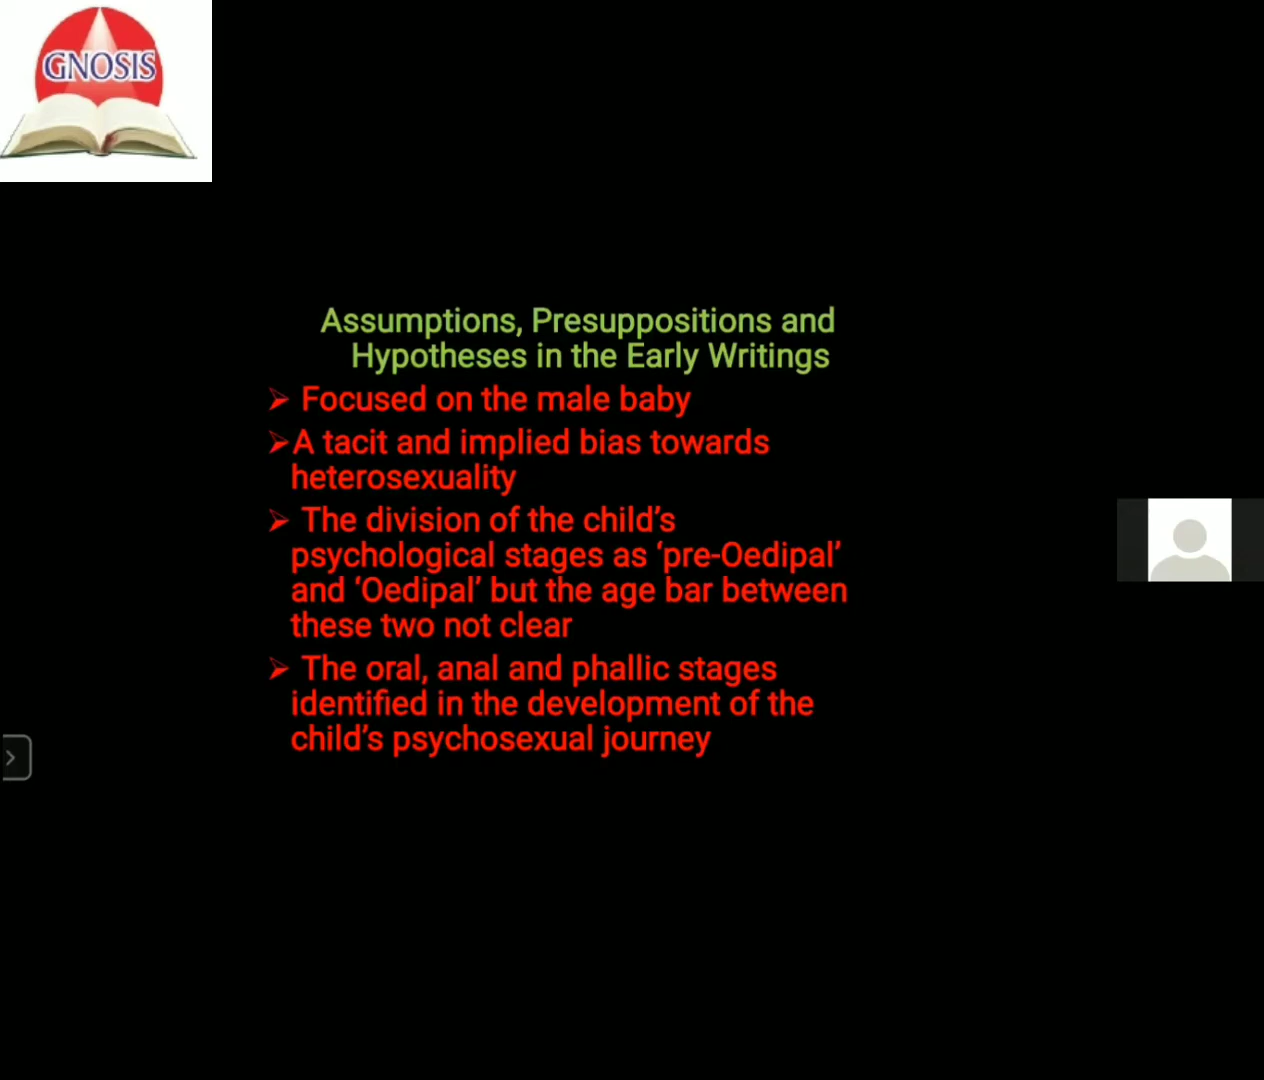 GNOSIS
Assumptions, Presuppositions and
Hypotheses in the Early Writings
➢ Focused on the male baby
➢A tacit and implied bias towards
heterosexuality
➢ The division of the child’s
psychological stages as ‘pre-Oedipal’
and ‘Oedipal’ but the age bar between
these two not clear
➢ The oral, anal and phallic stages
identified in the development of the
child’s psychosexual journey